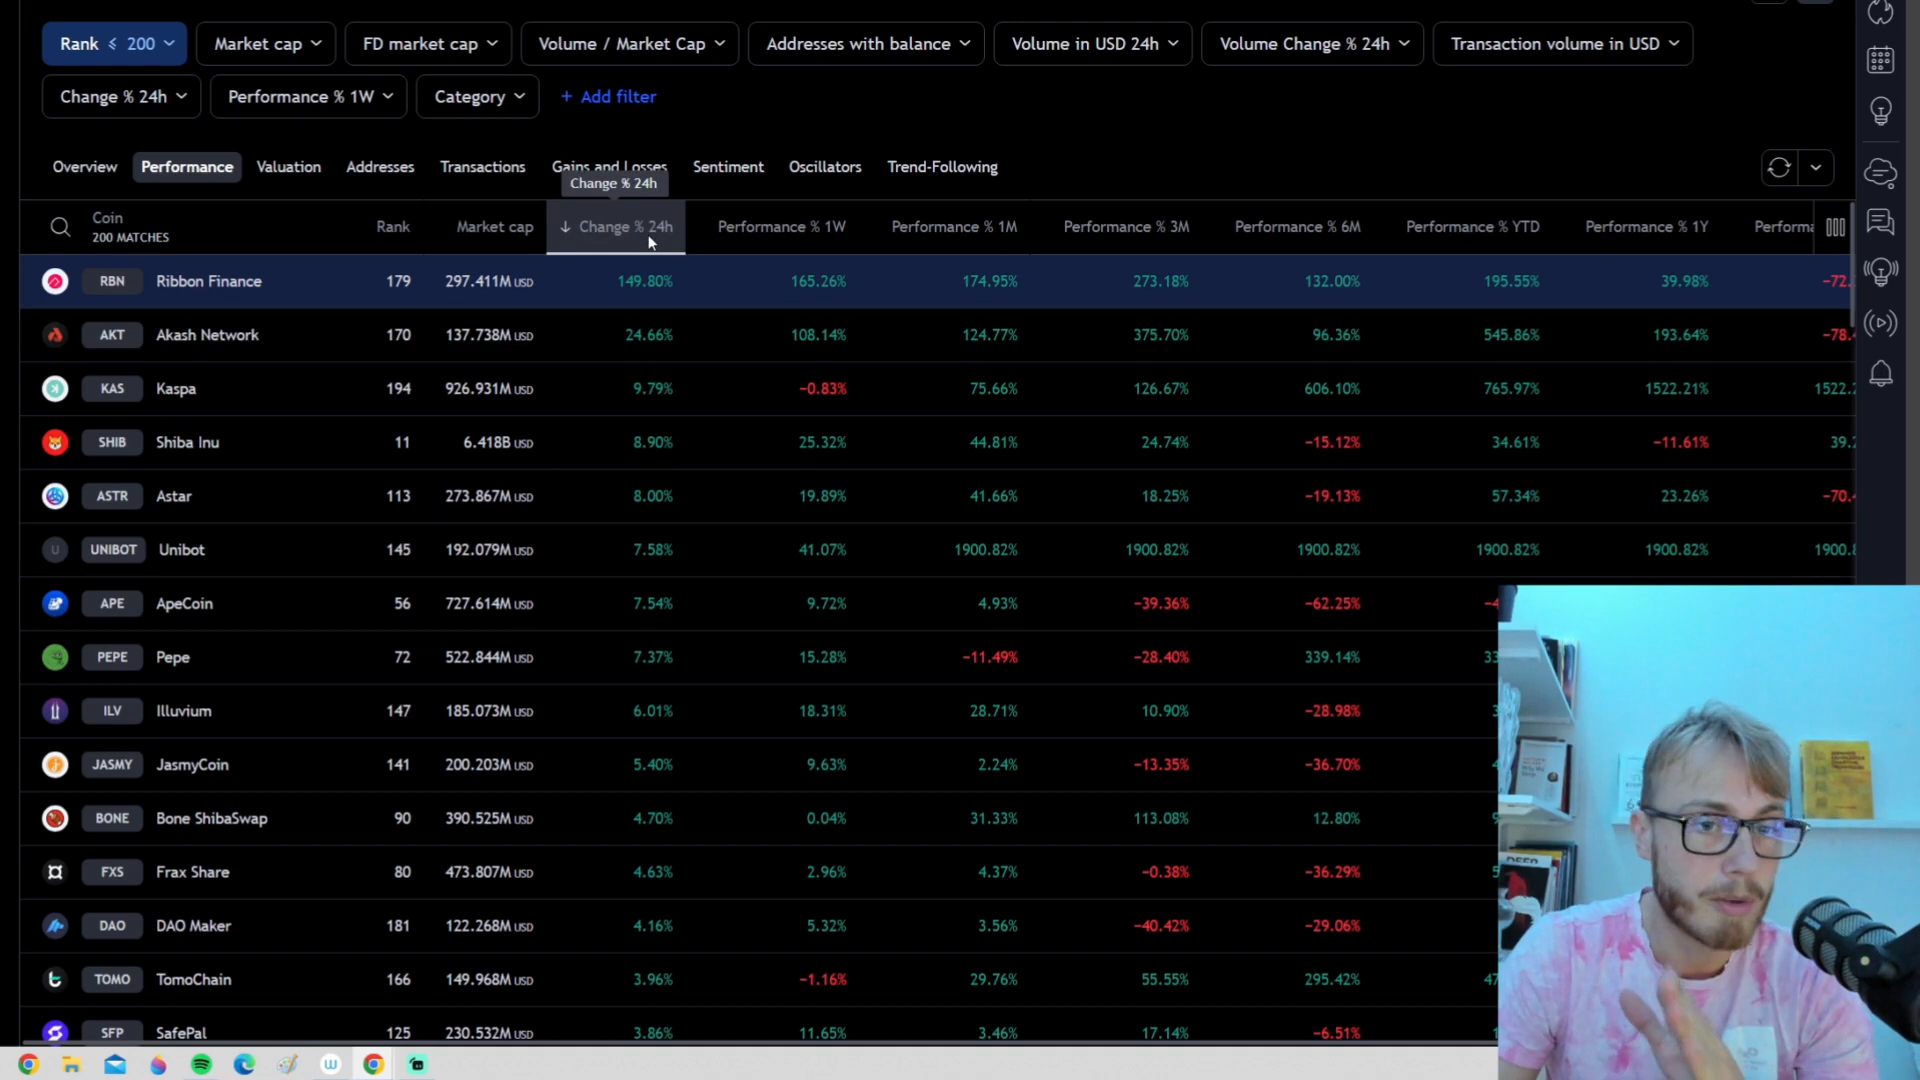 Rank ≤ 200 Market cap FD market cap Volume / Market Cap Addresses with balance Volume in USD 24h Volume Change % 24h Transaction volume in USD
Change % 24h Performance % 1W Category + Add filter
Overview Performance Valuation Addresses Transactions Gains and Losses Sentiment Oscillators Trend-Following
Change % 24h
Coin
200 MATCHES
Rank Market cap ↓ Change % 24h Performance % 1W Performance % 1M Performance % 3M Performance % 6M Performance % YTD Performance % 1Y Performa
RBN Ribbon Finance 179 297.411M USD 149.80% 165.26% 174.95% 273.18% 132.00% 195.55% 39.98% −72.
AKT Akash Network 170 137.738M USD 24.66% 108.14% 124.77% 375.70% 96.36% 545.86% 193.64% −78.
KAS Kaspa 194 926.931M USD 9.79% −0.83% 75.66% 126.67% 606.10% 765.97% 1522.21% 1522.
SHIB Shiba Inu 11 6.418B USD 8.90% 25.32% 44.81% 24.74% −15.12% 34.61% −11.61% 39.
ASTR Astar 113 273.867M USD 8.00% 19.89% 41.66% 18.25% −19.13% 57.34% 23.26% −70.
U UNIBOT Unibot 145 192.079M USD 7.58% 41.07% 1900.82% 1900.82% 1900.82% 1900.82% 1900.82% 1900.
APE ApeCoin 56 727.614M USD 7.54% 9.72% 4.93% −39.36% −62.25% −4
PEPE Pepe 72 522.844M USD 7.37% 15.28% −11.49% −28.40% 339.14% 33
ILV Illuvium 147 185.073M USD 6.01% 18.31% 28.71% 10.90% −28.98%
JASMY JasmyCoin 141 200.203M USD 5.40% 9.63% 2.24% −13.35% −36.70%
BONE Bone ShibaSwap 90 390.525M USD 4.70% 0.04% 31.33% 113.08% 12.80%
FXS Frax Share 80 473.807M USD 4.63% 2.96% 4.37% −0.38% −36.29%
DAO DAO Maker 181 122.268M USD 4.16% 5.32% 3.56% −40.42% −29.06%
TOMO TomoChain 166 149.968M USD 3.96% −1.16% 29.76% 55.55% 295.42% 47
SFP SafePal 125 230.532M USD 3.86% 11.65% 3.46% 17.14% −6.51%